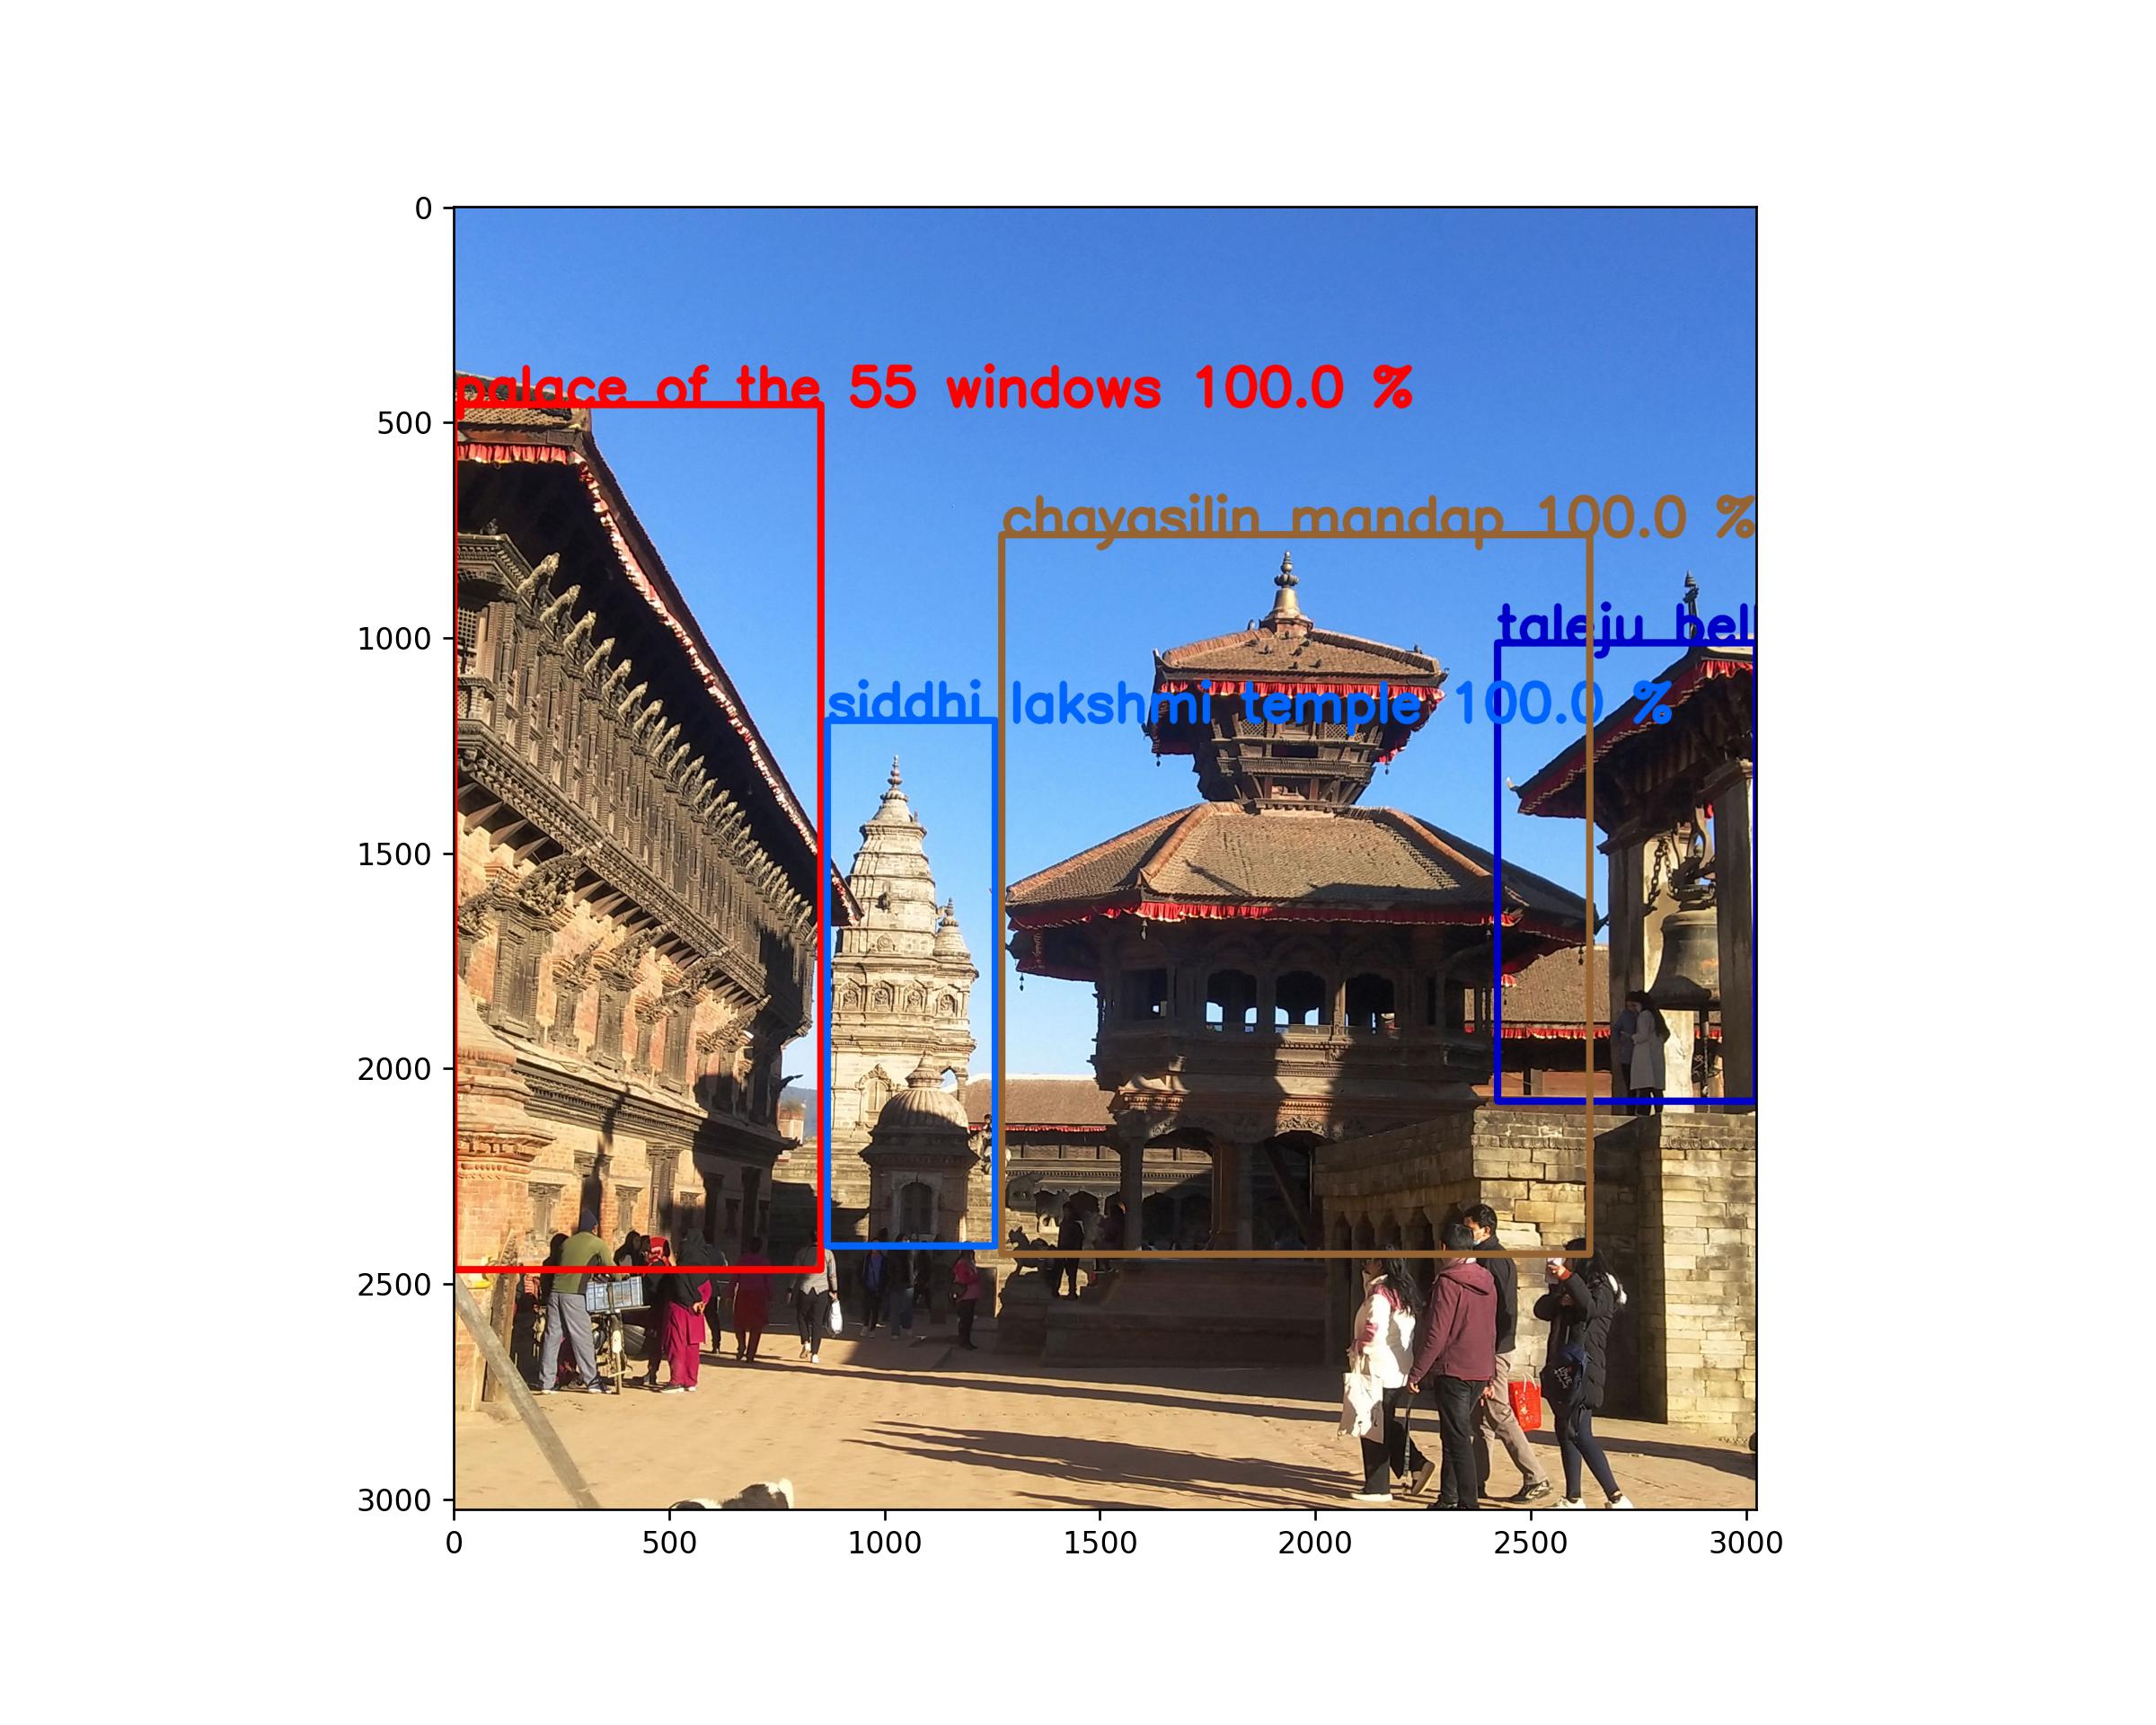 palace of the 55 windows 100.0 %
chayasilin mandap 100.0 %
taleju bell
siddhi lakshmi temple 100.0 %
0
500
1000
1500
2000
2500
3000
0 500 1000 1500 2000 2500 3000